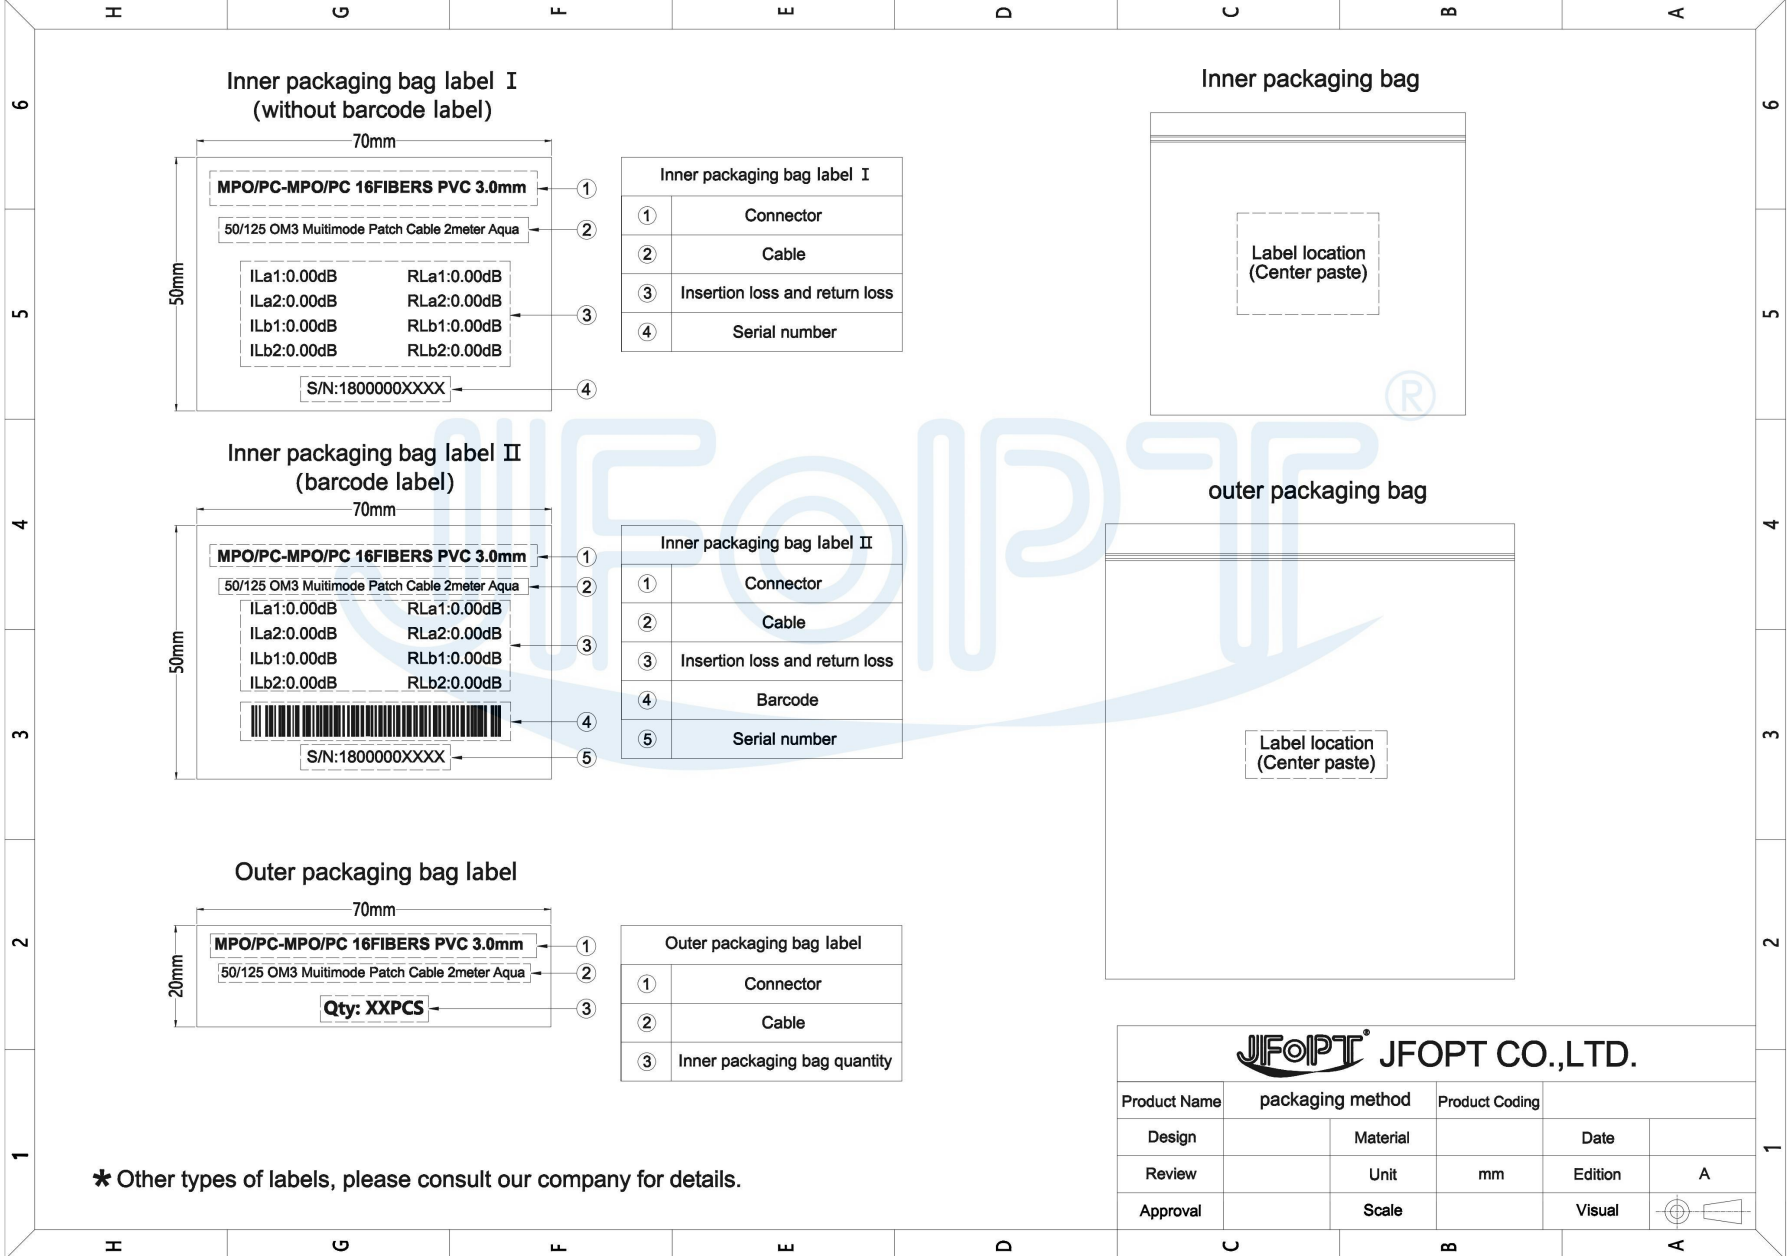 H G F E D C B A
6
5
4
3
2
1
Inner packaging bag label Ⅰ
(without barcode label)
70mm
50mm
MPO/PC-MPO/PC 16FIBERS PVC 3.0mm
①
50/125 OM3 Muitimode Patch Cable 2meter Aqua
②
ILa1:0.00dB RLa1:0.00dB
ILa2:0.00dB RLa2:0.00dB
ILb1:0.00dB RLb1:0.00dB
ILb2:0.00dB RLb2:0.00dB
③
S/N:1800000XXXX
④
Inner packaging bag label Ⅰ
① Connector
② Cable
③ Insertion loss and return loss
④ Serial number
Inner packaging bag
Label location
(Center paste)
Inner packaging bag label Ⅱ
(barcode label)
70mm
50mm
MPO/PC-MPO/PC 16FIBERS PVC 3.0mm
①
50/125 OM3 Muitimode Patch Cable 2meter Aqua
②
ILa1:0.00dB RLa1:0.00dB
ILa2:0.00dB RLa2:0.00dB
ILb1:0.00dB RLb1:0.00dB
ILb2:0.00dB RLb2:0.00dB
③
④
S/N:1800000XXXX
⑤
Inner packaging bag label Ⅱ
① Connector
② Cable
③ Insertion loss and return loss
④ Barcode
⑤ Serial number
outer packaging bag
Label location
(Center paste)
JFOPT®
Outer packaging bag label
70mm
20mm
MPO/PC-MPO/PC 16FIBERS PVC 3.0mm
①
50/125 OM3 Muitimode Patch Cable 2meter Aqua
②
Qty: XXPCS
③
Outer packaging bag label
① Connector
② Cable
③ Inner packaging bag quantity
* Other types of labels, please consult our company for details.
JFOPT® JFOPT CO.,LTD.
Product Name packaging method Product Coding
Design Material Date
Review Unit mm Edition A
Approval Scale Visual
6
5
4
3
2
1
H G F E D C B A